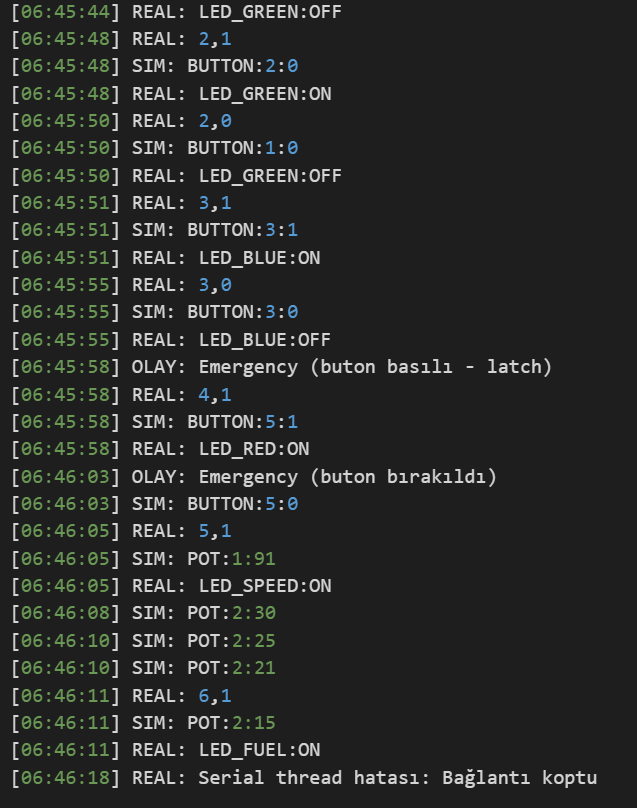 [06:45:44] REAL: LED_GREEN:OFF
[06:45:48] REAL: 2,1
[06:45:48] SIM: BUTTON:2:0
[06:45:48] REAL: LED_GREEN:ON
[06:45:50] REAL: 2,0
[06:45:50] SIM: BUTTON:1:0
[06:45:50] REAL: LED_GREEN:OFF
[06:45:51] REAL: 3,1
[06:45:51] SIM: BUTTON:3:1
[06:45:51] REAL: LED_BLUE:ON
[06:45:55] REAL: 3,0
[06:45:55] SIM: BUTTON:3:0
[06:45:55] REAL: LED_BLUE:OFF
[06:45:58] OLAY: Emergency (buton basılı - latch)
[06:45:58] REAL: 4,1
[06:45:58] SIM: BUTTON:5:1
[06:45:58] REAL: LED_RED:ON
[06:46:03] OLAY: Emergency (buton bırakıldı)
[06:46:03] SIM: BUTTON:5:0
[06:46:05] REAL: 5,1
[06:46:05] SIM: POT:1:91
[06:46:05] REAL: LED_SPEED:ON
[06:46:08] SIM: POT:2:30
[06:46:10] SIM: POT:2:25
[06:46:10] SIM: POT:2:21
[06:46:11] REAL: 6,1
[06:46:11] SIM: POT:2:15
[06:46:11] REAL: LED_FUEL:ON
[06:46:18] REAL: Serial thread hatası: Bağlantı koptu